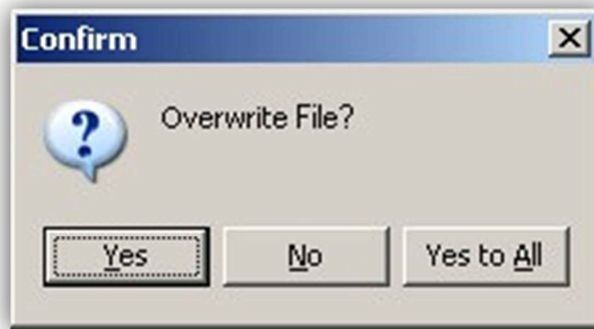 Confirm
Overwrite File?
Yes No Yes to All